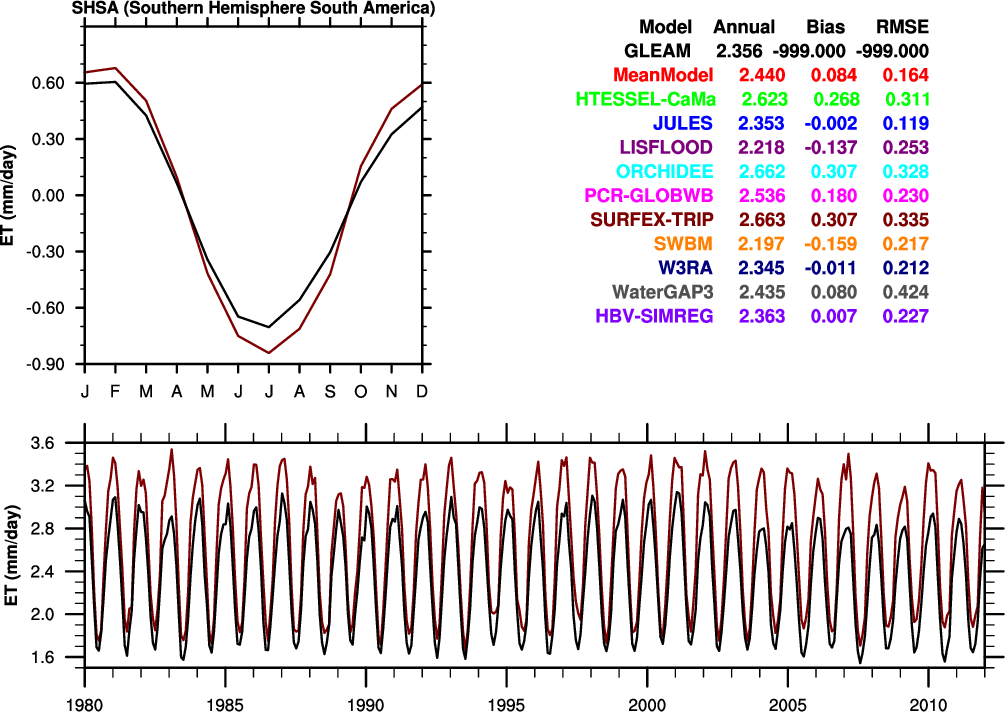 SHSA (Southern Hemisphere South America)
Model Annual Bias RMSE
GLEAM 2.356 -999.000 -999.000
MeanModel 2.440 0.084 0.164
HTESSEL-CaMa 2.623 0.268 0.311
JULES 2.353 -0.002 0.119
LISFLOOD 2.218 -0.137 0.253
ORCHIDEE 2.662 0.307 0.328
PCR-GLOBWB 2.536 0.180 0.230
SURFEX-TRIP 2.663 0.307 0.335
SWBM 2.197 -0.159 0.217
W3RA 2.345 -0.011 0.212
WaterGAP3 2.435 0.080 0.424
HBV-SIMREG 2.363 0.007 0.227
ET (mm/day)
0.60
0.30
0.00
-0.30
-0.60
-0.90
J F M A M J J A S O N D
ET (mm/day)
3.6
3.2
2.8
2.4
2.0
1.6
1980 1985 1990 1995 2000 2005 2010